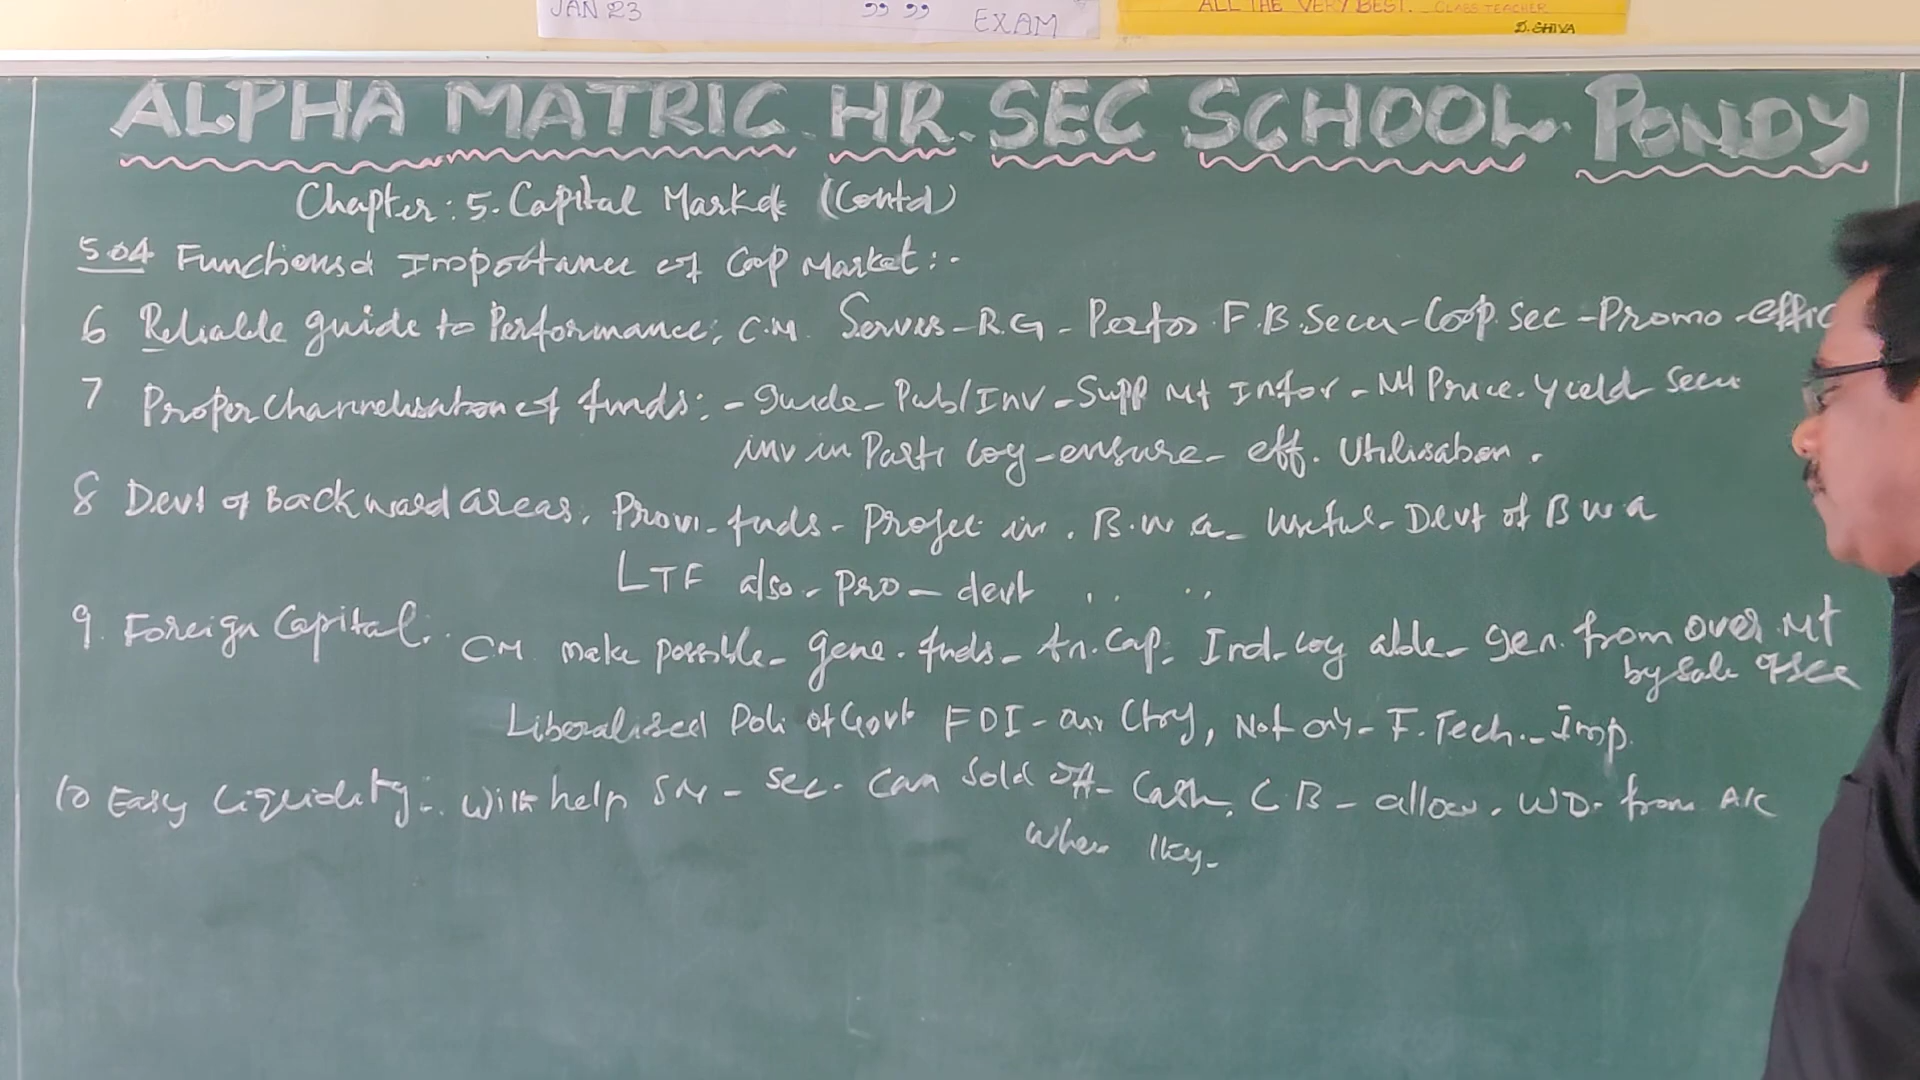 JAN 23 ,, ,, EXAM
ALL THE VERY BEST. CLASS TEACHER
D. SHIVA
ALPHA MATRIC HR. SEC SCHOOL. PONDY
Chapter: 5. Capital Market (Contd)
5 04 Functions & Importance of Cap Market:-
6 Reliable guide to Performance: C.M. Serves - R.G - Perfor F.B. Secu - Corp. Sec - Promo - effic
7 Proper Channelisation of funds: - guide - Pub/Inv - Supp Mt Infor - Mt Price. Yield Secu
inv in Parti Coy - ensure - eff. Utilisation.
8 Devt of Backward areas. Provi. funds - Projec in. B.w a - useful - Devt of B w a
LTF also - pro - devt .. ..
9. Foreign Capital. CM make possible - gene. funds - fn. Cap. Ind. Coy able - gen. from over Mt
by sale of sec
Liberalised Poli of Govt FDI - our Ctry, Not only - F. Tech. - Imp.
10 Easy Liquidity:. With help SM - Sec. Can Sold off - Cash. C B - allow. WD. from A/C
when they -